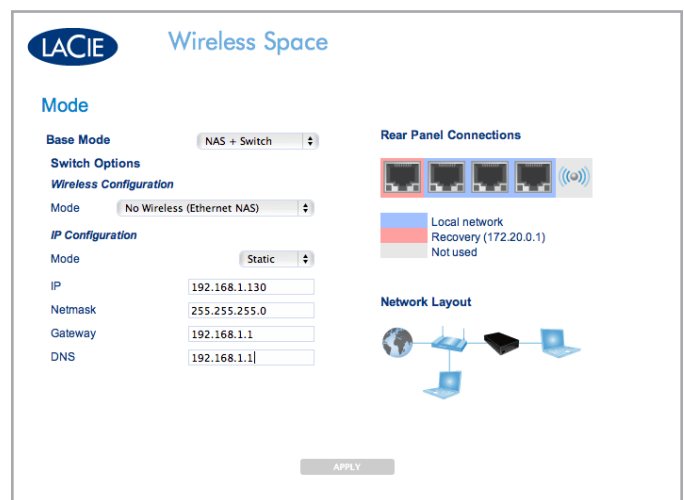 LACIE
Wireless Space
Mode
Base Mode NAS + Switch
Switch Options
Wireless Configuration
Mode No Wireless (Ethernet NAS)
IP Configuration
Mode Static
IP 192.168.1.130
Netmask 255.255.255.0
Gateway 192.168.1.1
DNS 192.168.1.1
Rear Panel Connections
Local network
Recovery (172.20.0.1)
Not used
Network Layout
APPLY